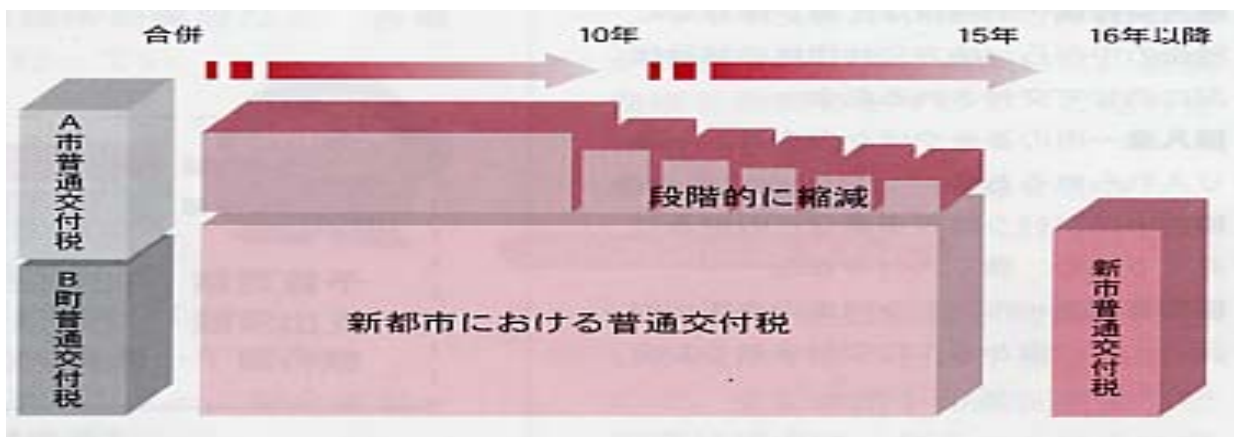 合併
10年
15年
16年以降
A市普通交付税
B町普通交付税
段階的に縮減
新都市における普通交付税
新市普通交付税